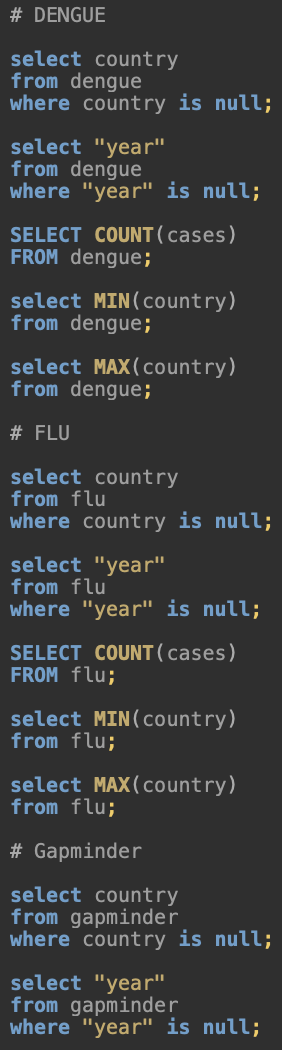 # DENGUE
select country
from dengue
where country is null;
select "year"
from dengue
where "year" is null;
SELECT COUNT(cases)
FROM dengue;
select MIN(country)
from dengue;
select MAX(country)
from dengue;
# FLU
select country
from flu
where country is null;
select "year"
from flu
where "year" is null;
SELECT COUNT(cases)
FROM flu;
select MIN(country)
from flu;
select MAX(country)
from flu;
# Gapminder
select country
from gapminder
where country is null;
select "year"
from gapminder
where "year" is null;